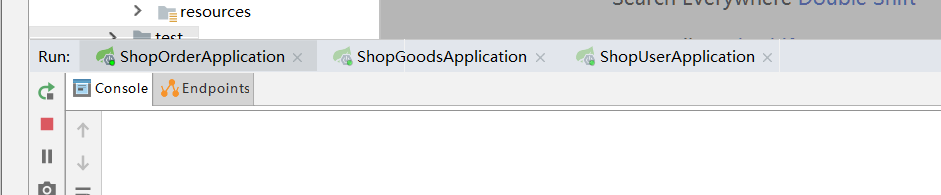 Search Everywhere Double Shift
resources
test
Run: ShopOrderApplication ShopGoodsApplication ShopUserApplication
Console Endpoints